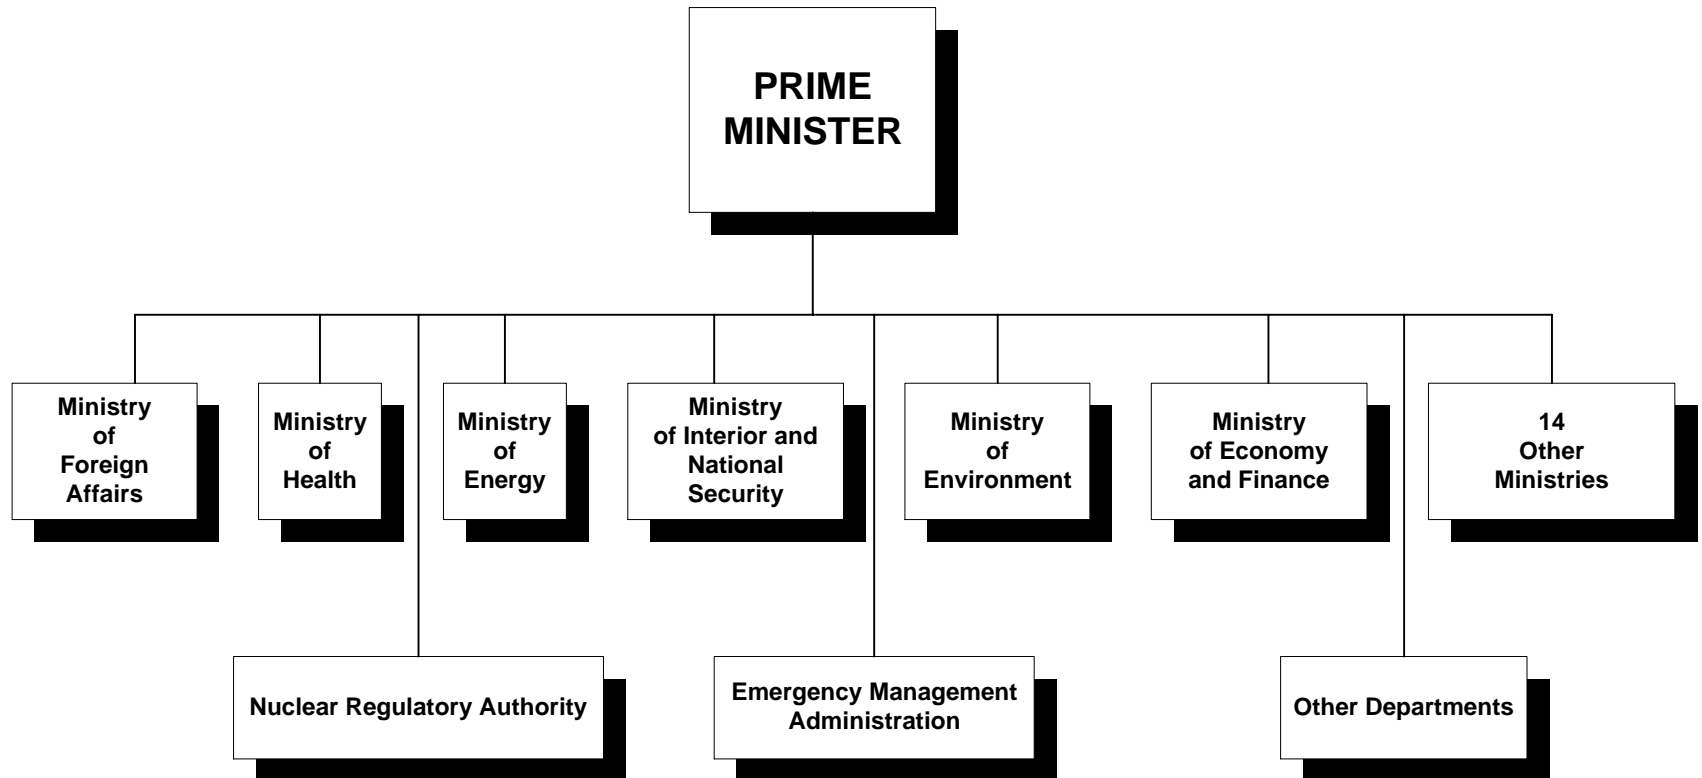 PRIME
MINISTER
Ministry
of
Foreign
Affairs
Ministry
of
Health
Ministry
of
Energy
Ministry
of Interior and
National
Security
Ministry
of
Environment
Ministry
of Economy
and Finance
14
Other
Ministries
Nuclear Regulatory Authority
Emergency Management
Administration
Other Departments